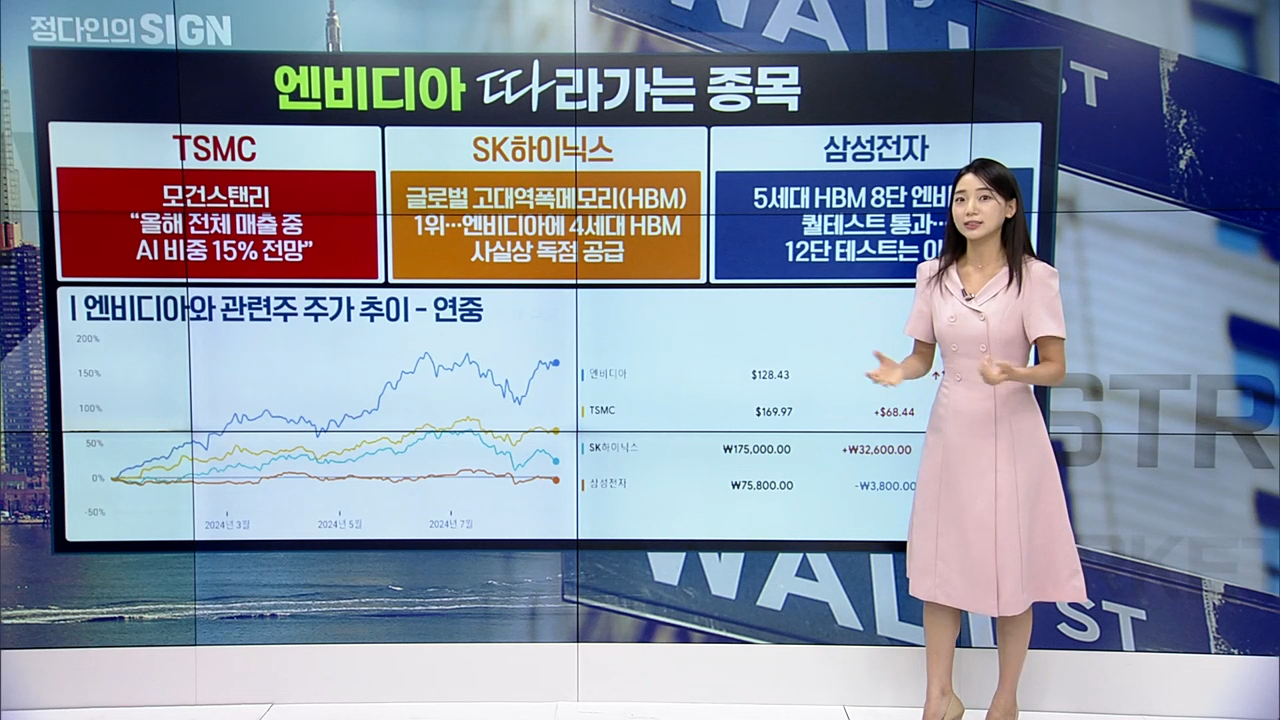 정다인의 SIGN
WALL
ST
엔비디아 따라가는 종목
TSMC
모건스탠리
“올해 전체 매출 중
AI 비중 15% 전망”
SK하이닉스
글로벌 고대역폭메모리(HBM)
1위…엔비디아에 4세대 HBM
사실상 독점 공급
삼성전자
5세대 HBM 8단
퀄테스트 통과…
12단 테스트는
엔비디아와 관련주 주가 추이 - 연중
200%
150%
100%
50%
0%
-50%
2024년 3월
2024년 5월
2024년 7월
엔비디아 $128.43
TSMC $169.97 +$68.44
SK하이닉스 ₩175,000.00 +₩32,600.00
삼성전자 ₩75,800.00 -₩3,800.00
STR
WALL
ST